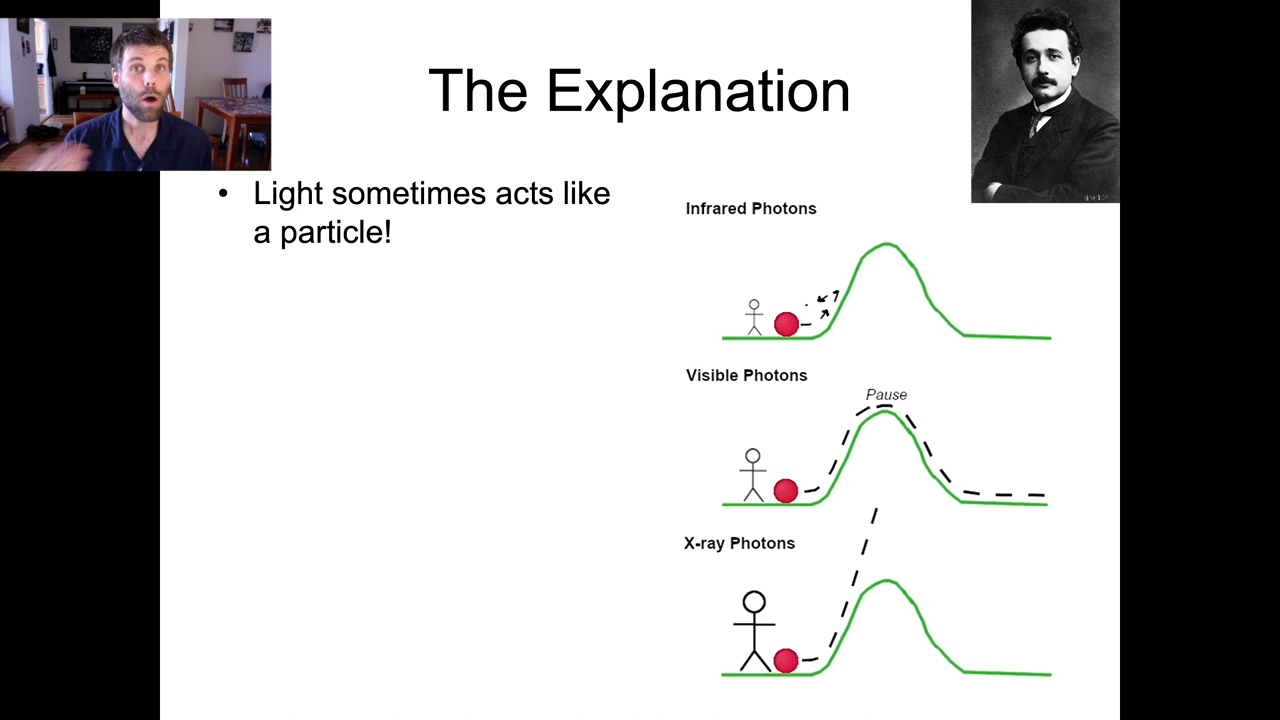 The Explanation
• Light sometimes acts like
a particle!
Infrared Photons
Visible Photons
Pause
X-ray Photons